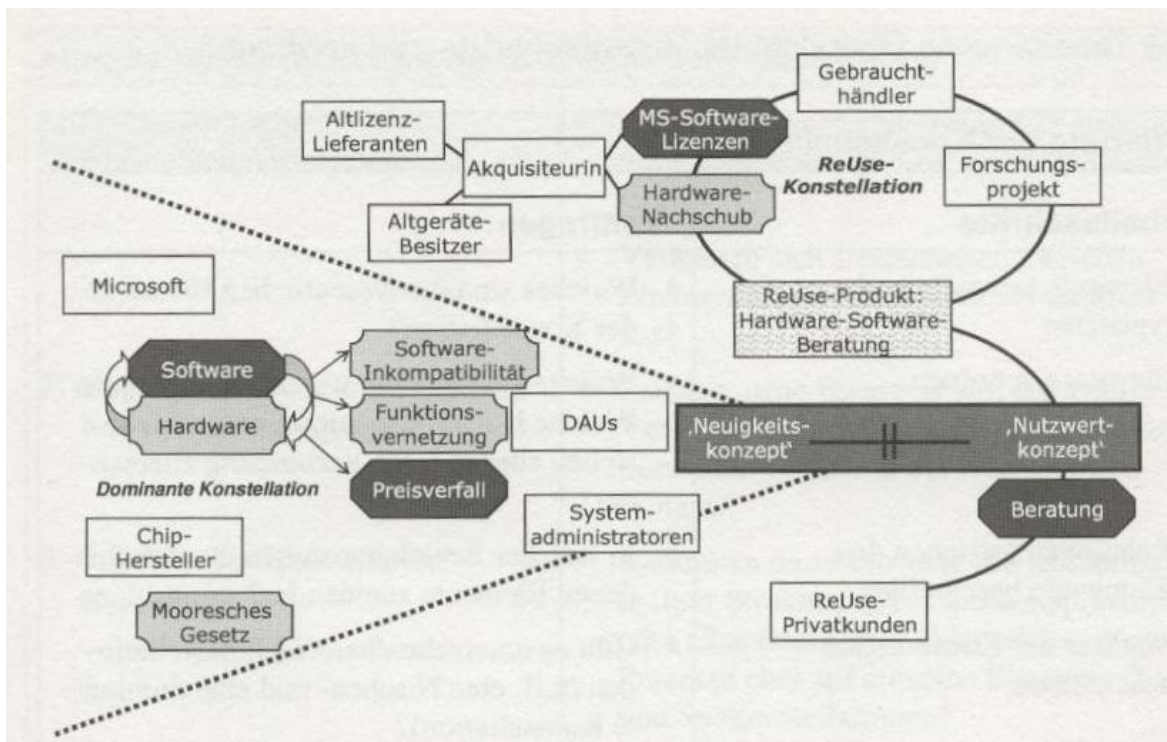 Gebraucht-
händler
Altlizenz-
Lieferanten
MS-Software-
Lizenzen
Akquisiteurin
ReUse-
Konstellation
Forschungs-
projekt
Hardware-
Nachschub
Altgeräte-
Besitzer
Microsoft
ReUse-Produkt:
Hardware-Software-
Beratung
Software
Software-
Inkompatibilität
Hardware
Funktions-
vernetzung
DAUs
‚Neuigkeits-
konzept‘
‚Nutzwert-
konzept‘
Dominante Konstellation
Preisverfall
Beratung
System-
administratoren
Chip-
Hersteller
Mooresches
Gesetz
ReUse-
Privatkunden